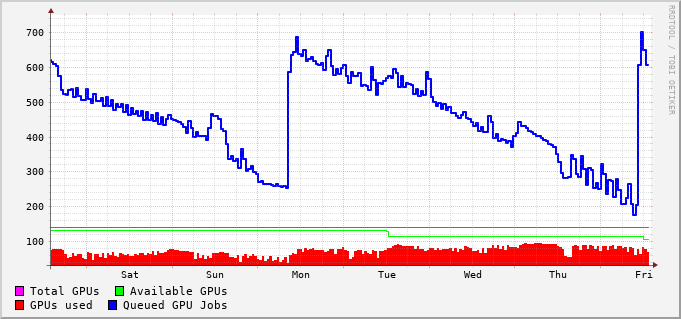 RRDTOOL / TOBI OETIKER
700
600
500
400
300
200
100
Sat Sun Mon Tue Wed Thu Fri
Total GPUs Available GPUs
GPUs used Queued GPU Jobs